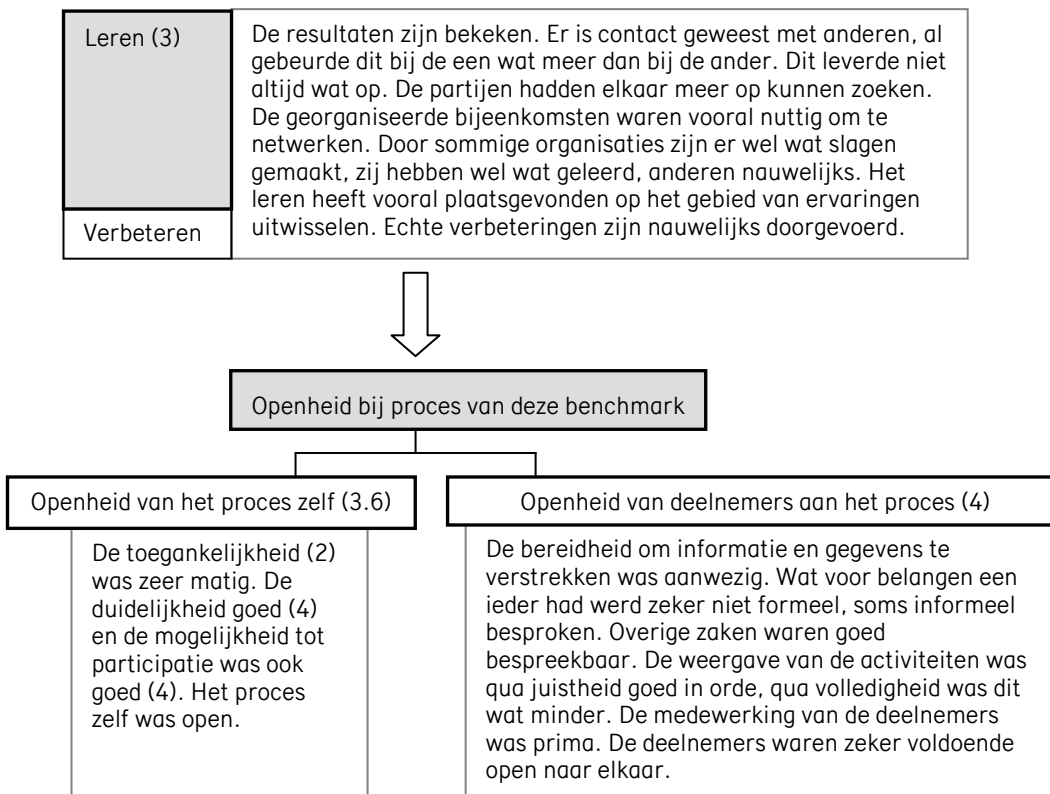 Leren (3)
De resultaten zijn bekeken. Er is contact geweest met anderen, al
gebeurde dit bij de een wat meer dan bij de ander. Dit leverde niet
altijd wat op. De partijen hadden elkaar meer op kunnen zoeken.
De georganiseerde bijeenkomsten waren vooral nuttig om te
netwerken. Door sommige organisaties zijn er wel wat slagen
gemaakt, zij hebben wel wat geleerd, anderen nauwelijks. Het
leren heeft vooral plaatsgevonden op het gebied van ervaringen
uitwisselen. Echte verbeteringen zijn nauwelijks doorgevoerd.
Verbeteren
Openheid bij proces van deze benchmark
Openheid van het proces zelf (3.6)
De toegankelijkheid (2)
was zeer matig. De
duidelijkheid goed (4)
en de mogelijkheid tot
participatie was ook
goed (4). Het proces
zelf was open.
Openheid van deelnemers aan het proces (4)
De bereidheid om informatie en gegevens te
verstrekken was aanwezig. Wat voor belangen een
ieder had werd zeker niet formeel, soms informeel
besproken. Overige zaken waren goed
bespreekbaar. De weergave van de activiteiten was
qua juistheid goed in orde, qua volledigheid was dit
wat minder. De medewerking van de deelnemers
was prima. De deelnemers waren zeker voldoende
open naar elkaar.